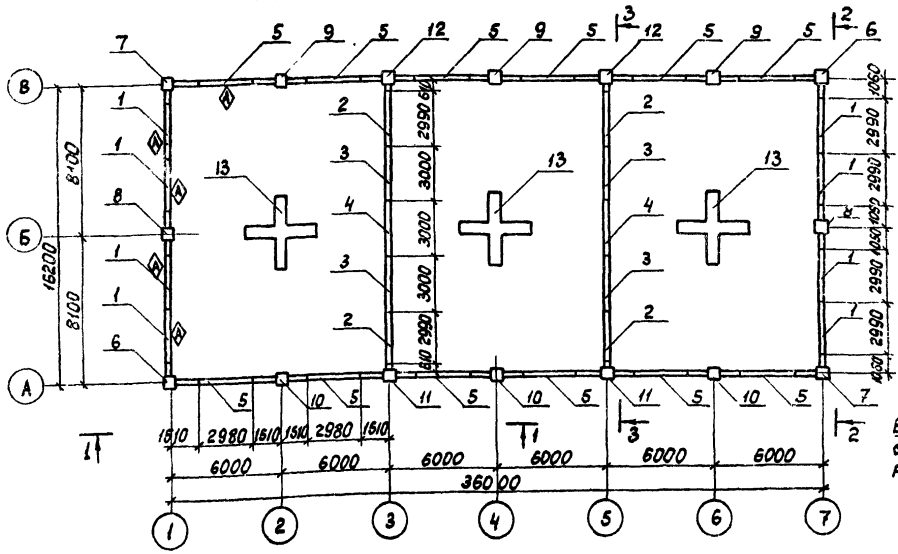 7 5 9 5 12 5 9 5 3 12 5 9 5 2 6
В
1 А А 2 2990 610 2 1 2990 1060
8100 1 А 13 3 3000 13 3 13 1 2990
Б 8 4 3000 4 1060
16200 1 А 3 3000 3 1050 1 2990
8100 1 А 2 2990 2 1 2990
6 610 1060
А
5 10 5 11 5 10 5 11 5 10 5 7
1 1510 2980 1510 1510 2980 1510 1 3 2
6000 6000 6000 6000 6000 6000
36000
1 2 3 4 5 6 7